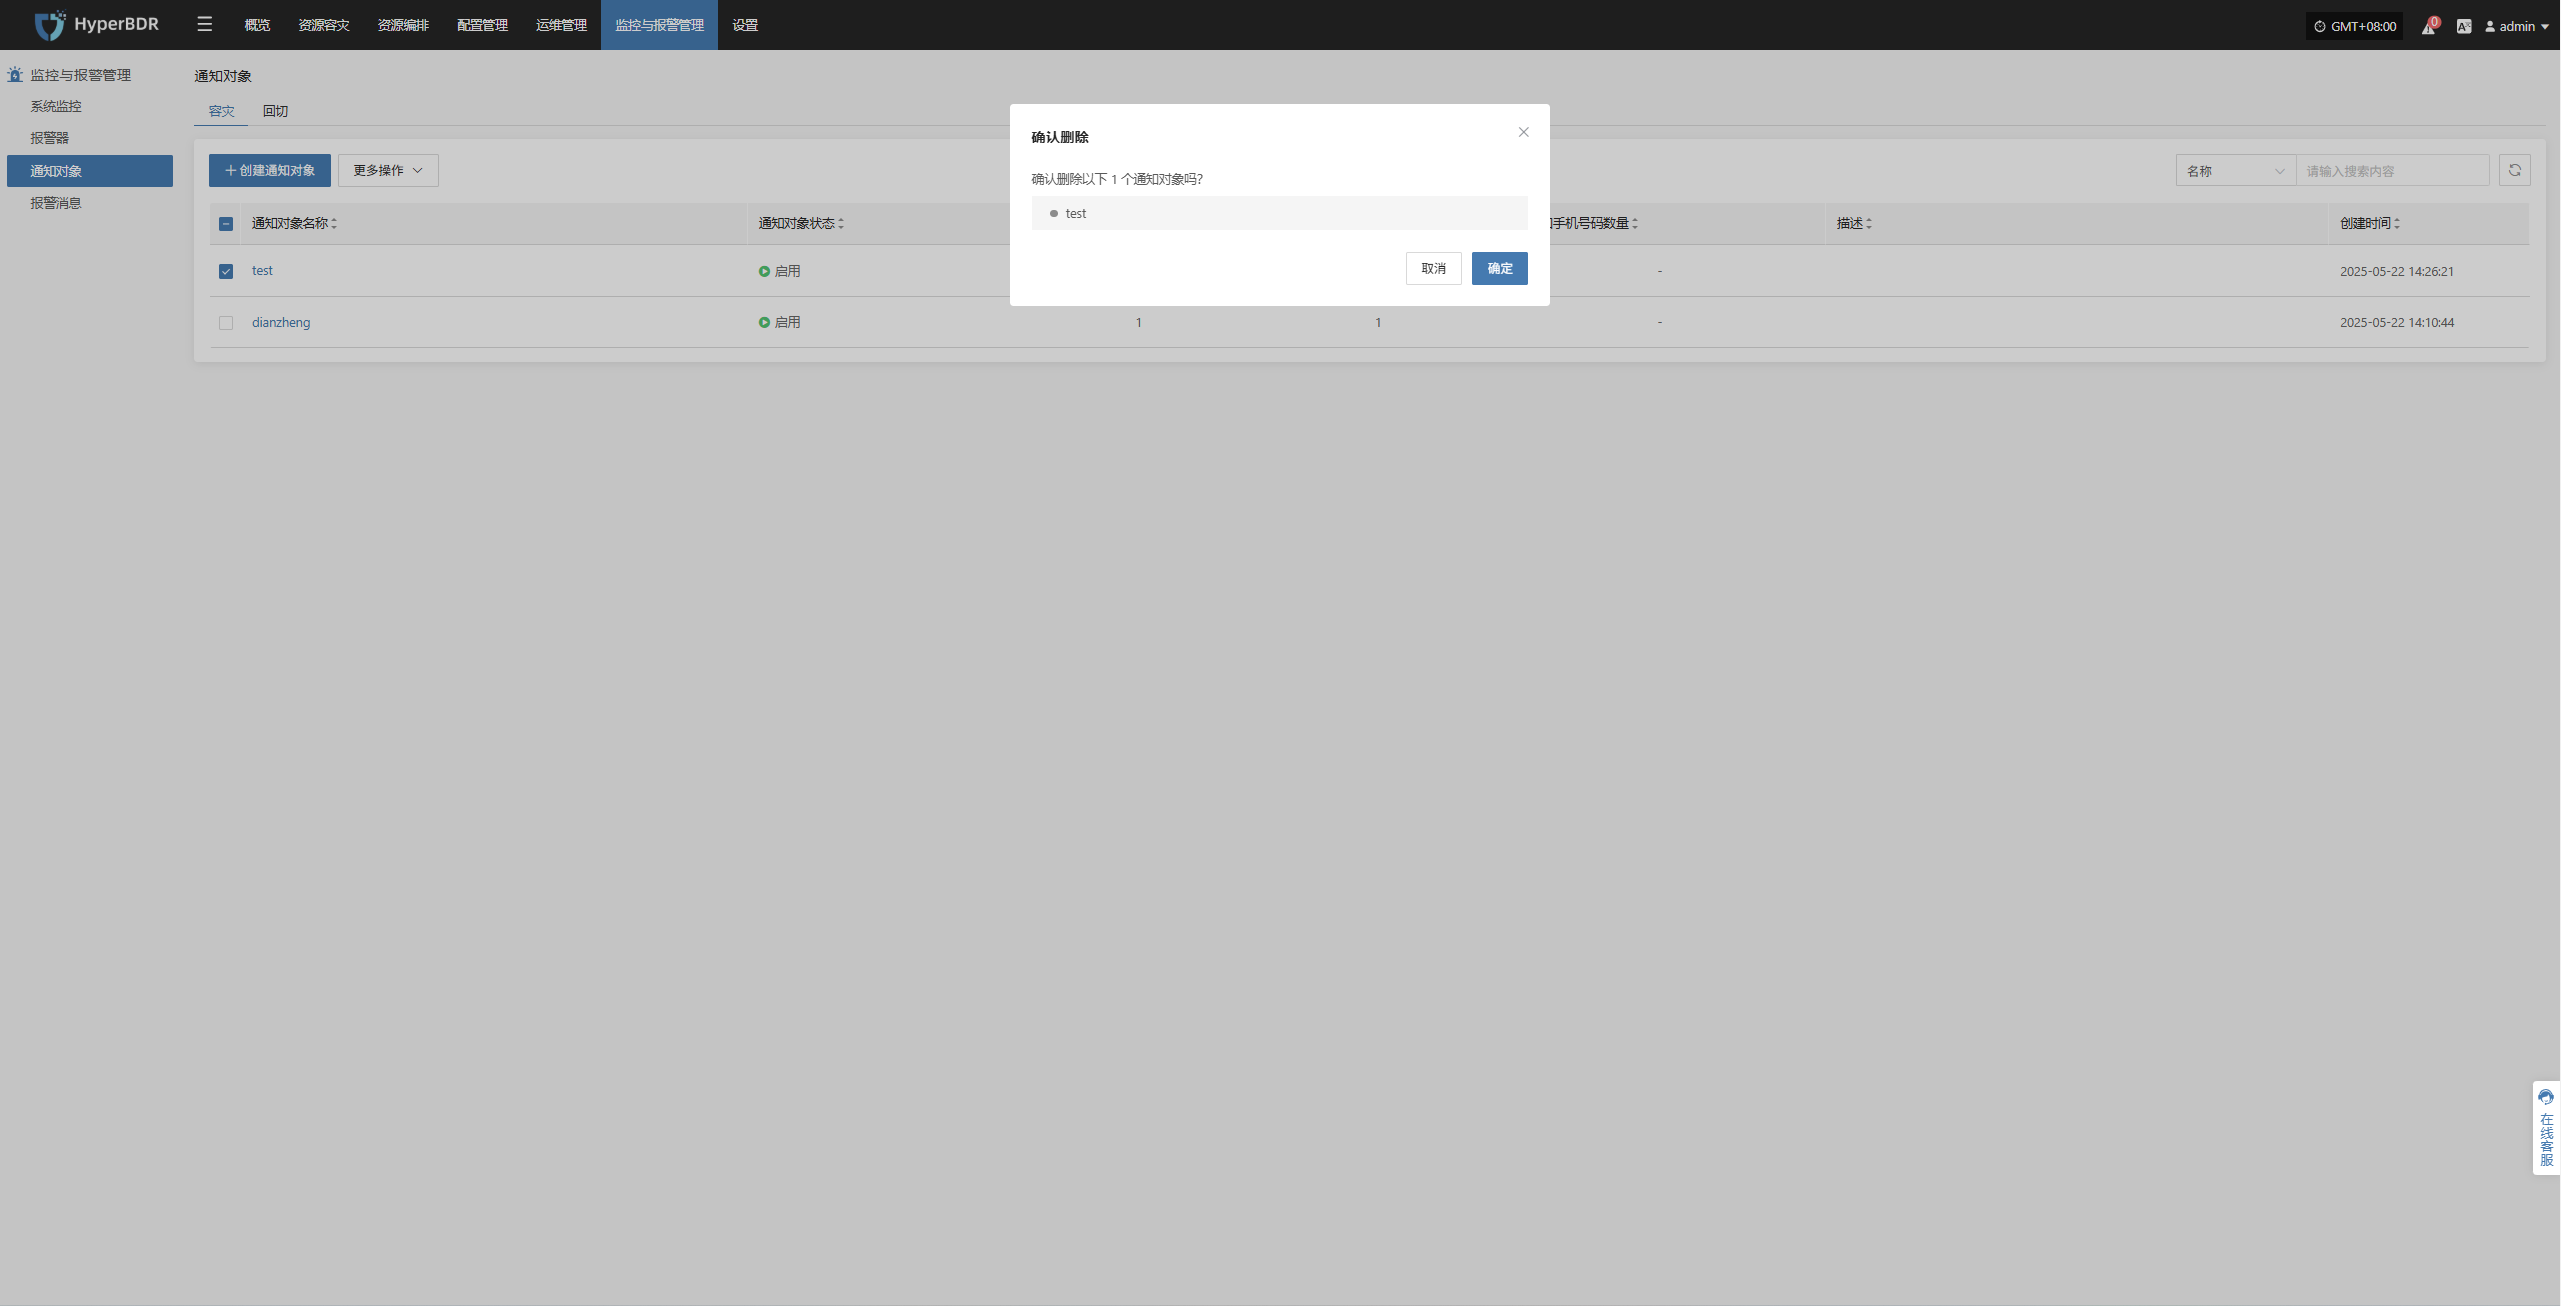 HyperBDR 概览 资源容灾 资源编排 配置管理 运维管理 监控与报警管理 设置 GMT+08:00 0 admin
监控与报警管理
系统监控
报警器
通知对象
报警消息
通知对象
容灾 回切
创建通知对象 更多操作 名称 请输入搜索内容
通知对象名称 通知对象状态 手机号码数量 描述 创建时间
test 启用 - 2025-05-22 14:26:21
dianzheng 启用 1 1 - 2025-05-22 14:10:44
确认删除
确认删除以下 1 个通知对象吗?
test
取消 确定
在线客服